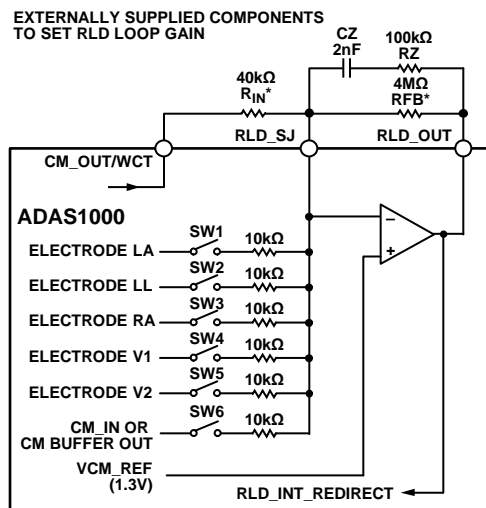 EXTERNALLY SUPPLIED COMPONENTS
TO SET RLD LOOP GAIN
CZ
2nF
100kΩ
RZ
40kΩ
RIN*
4MΩ
RFB*
CM_OUT/WCT
RLD_SJ
RLD_OUT
ADAS1000
ELECTRODE LA
SW1
10kΩ
ELECTRODE LL
SW2
10kΩ
ELECTRODE RA
SW3
10kΩ
ELECTRODE V1
SW4
10kΩ
ELECTRODE V2
SW5
10kΩ
CM_IN OR
CM BUFFER OUT
SW6
10kΩ
–
+
VCM_REF
(1.3V)
RLD_INT_REDIRECT